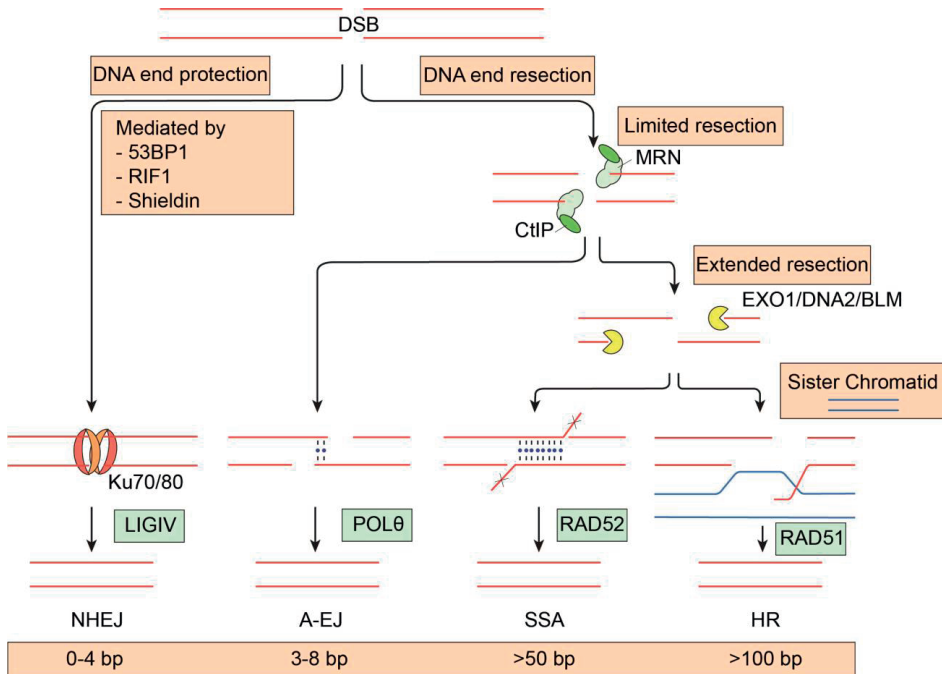 DSB
DNA end protection
DNA end resection
Mediated by
- 53BP1
- RIF1
- Shieldin
Limited resection
MRN
CtIP
Extended resection
EXO1/DNA2/BLM
Sister Chromatid
Ku70/80
LIGIV
POLθ
RAD52
RAD51
NHEJ
A-EJ
SSA
HR
0-4 bp
3-8 bp
>50 bp
>100 bp